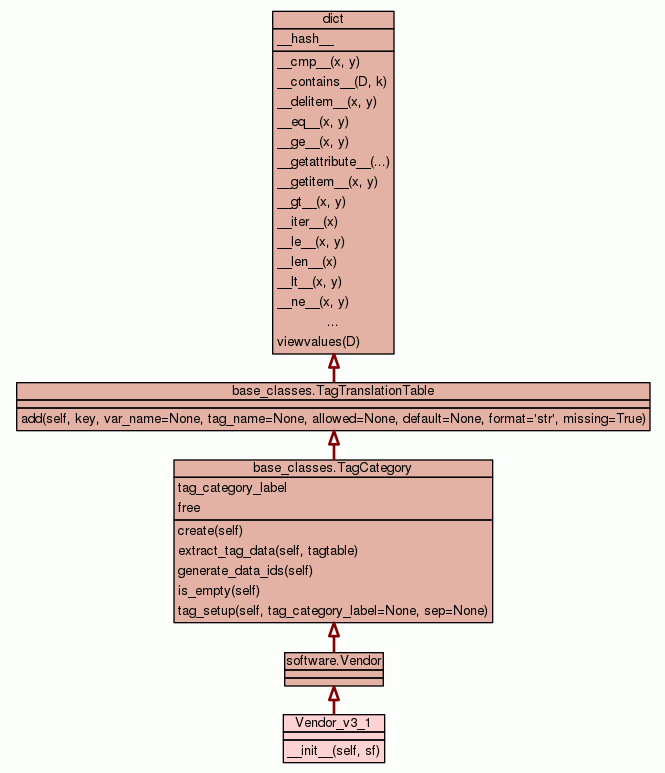 dict
__hash__
__cmp__(x, y)
__contains__(D, k)
__delitem__(x, y)
__eq__(x, y)
__ge__(x, y)
__getattribute__(...)
__getitem__(x, y)
__gt__(x, y)
__iter__(x)
__le__(x, y)
__len__(x)
__lt__(x, y)
__ne__(x, y)
...
viewvalues(D)
base_classes.TagTranslationTable
add(self, key, var_name=None, tag_name=None, allowed=None, default=None, format='str', missing=True)
base_classes.TagCategory
tag_category_label
free
create(self)
extract_tag_data(self, tagtable)
generate_data_ids(self)
is_empty(self)
tag_setup(self, tag_category_label=None, sep=None)
software.Vendor
Vendor_v3_1
__init__(self, sf)